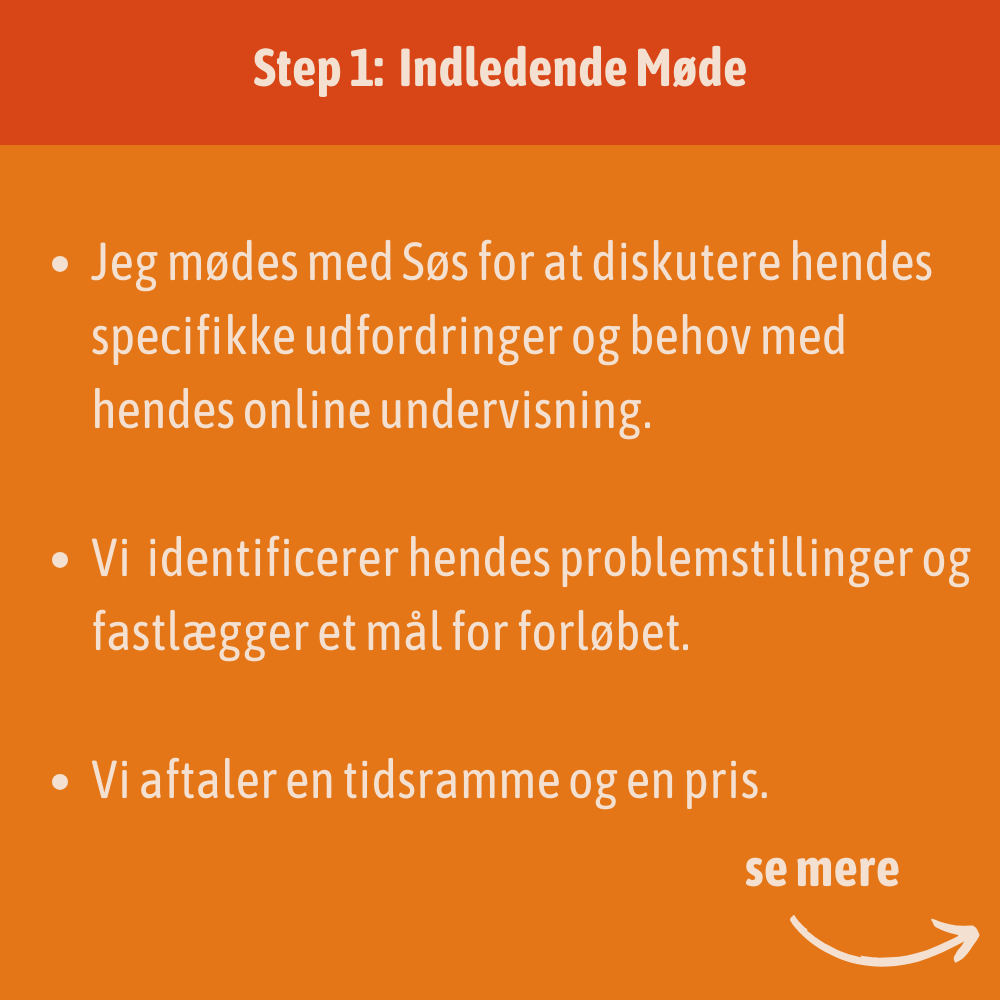 Step 1: Indledende Møde
• Jeg mødes med Søs for at diskutere hendes
specifikke udfordringer og behov med
hendes online undervisning.
• Vi identificerer hendes problemstillinger og
fastlægger et mål for forløbet.
• Vi aftaler en tidsramme og en pris.
se mere